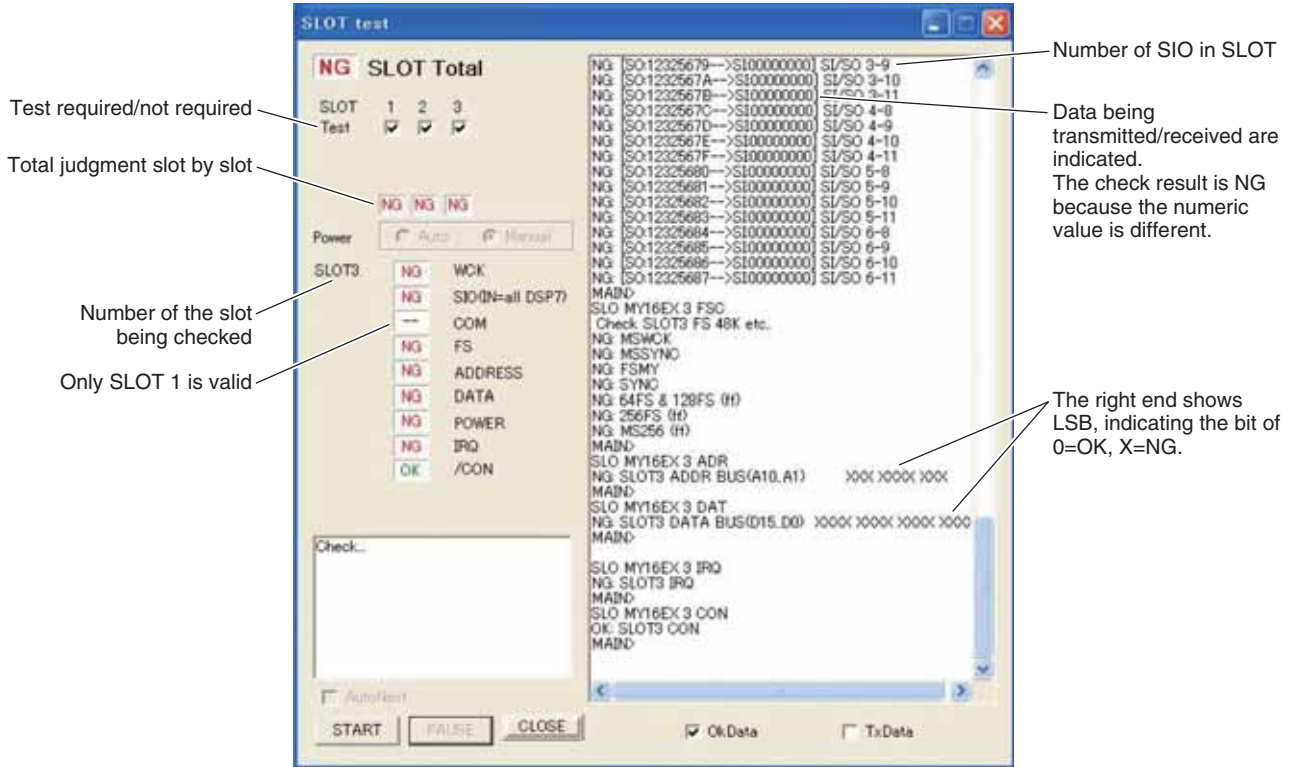 SLOT test
NG SLOT Total
SLOT 1 2 3
Test
NG NG NG
Power Auto Manual
SLOT3 NG WCK
NG SIO(IN=all DSP7)
-- COM
NG FS
NG ADDRESS
NG DATA
NG POWER
NG IRQ
OK /CON
Check...
AutoNext
START PAUSE CLOSE
NG: [SO:12325679-->SI00000000] SI/SO 3-9
NG: [SO:1232567A-->SI00000000] SI/SO 3-10
NG: [SO:1232567B-->SI00000000] SI/SO 3-11
NG: [SO:1232567C-->SI00000000] SI/SO 4-8
NG: [SO:1232567D-->SI00000000] SI/SO 4-9
NG: [SO:1232567E-->SI00000000] SI/SO 4-10
NG: [SO:1232567F-->SI00000000] SI/SO 4-11
NG: [SO:12325680-->SI00000000] SI/SO 5-8
NG: [SO:12325681-->SI00000000] SI/SO 5-9
NG: [SO:12325682-->SI00000000] SI/SO 5-10
NG: [SO:12325683-->SI00000000] SI/SO 5-11
NG: [SO:12325684-->SI00000000] SI/SO 6-8
NG: [SO:12325685-->SI00000000] SI/SO 6-9
NG: [SO:12325686-->SI00000000] SI/SO 6-10
NG: [SO:12325687-->SI00000000] SI/SO 6-11
MAIN>
SLO MY16EX 3 FSC
Check SLOT3 FS 48K etc.
NG: MSWCK
NG: MSSYNC
NG: FSMY
NG: SYNC
NG: 64FS & 128FS (tf)
NG: 256FS (tf)
NG: MS256 (tf)
MAIN>
SLO MY16EX 3 ADR
NG: SLOT3 ADDR BUS(A10..A1) XXX XXXX XXX
MAIN>
SLO MY16EX 3 DAT
NG: SLOT3 DATA BUS(D15..D0) XXXX XXXX XXXX XXXX
MAIN>
SLO MY16EX 3 IRQ
NG: SLOT3 IRQ
MAIN>
SLO MY16EX 3 CON
OK: SLOT3 CON
MAIN>
OkData TxData
Test required/not required
Total judgment slot by slot
Number of the slot
being checked
Only SLOT 1 is valid
Number of SIO in SLOT
Data being
transmitted/received are
indicated.
The check result is NG
because the numeric
value is different.
The right end shows
LSB, indicating the bit of
0=OK, X=NG.